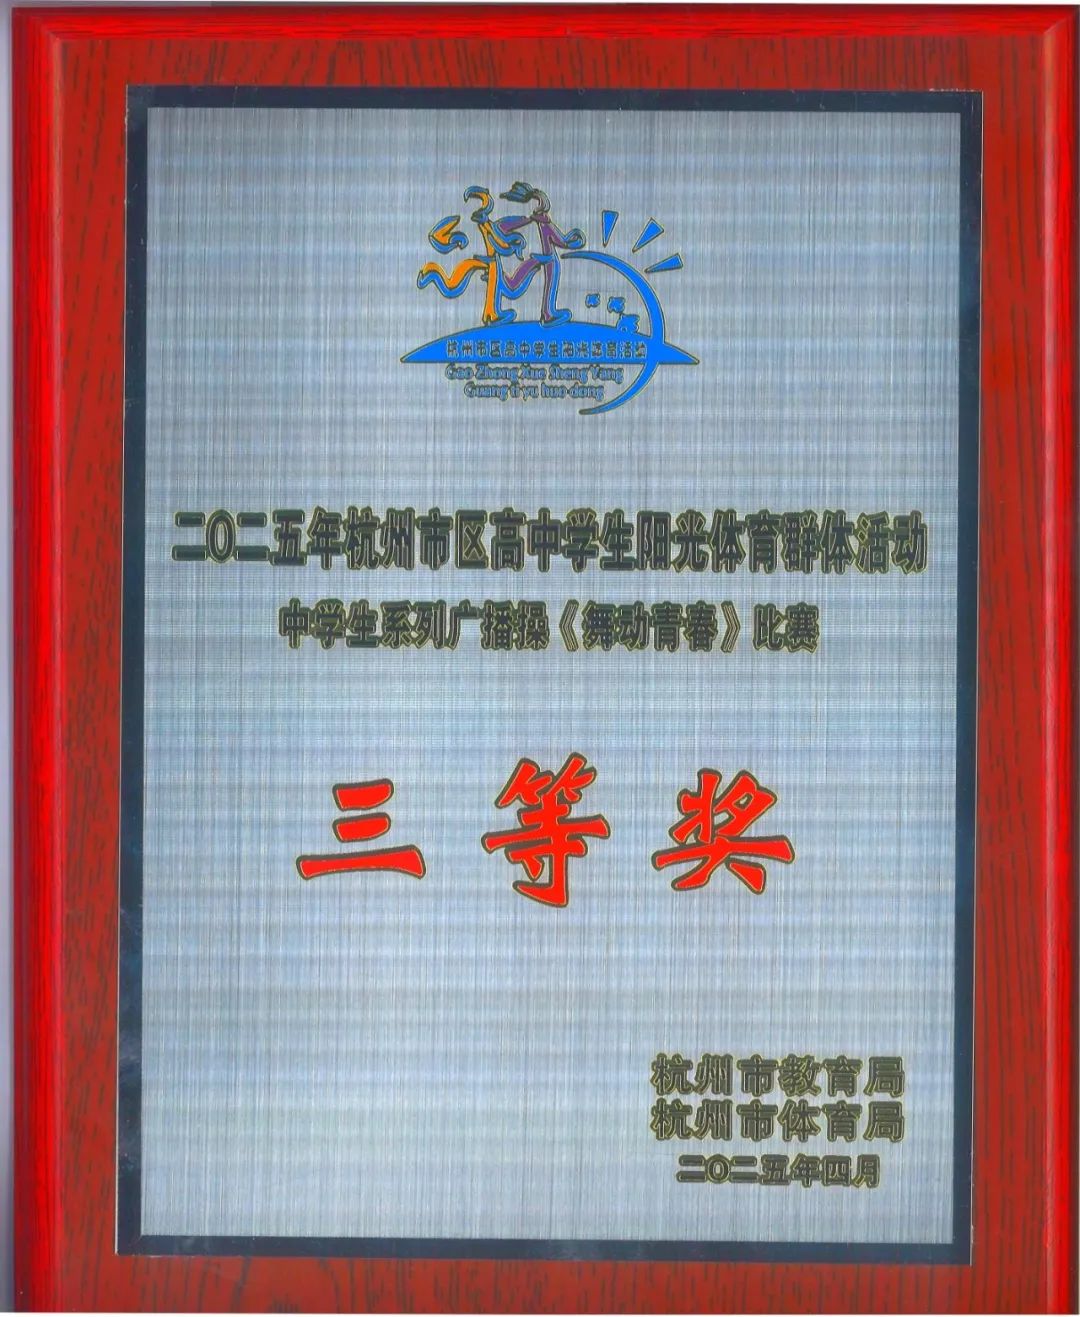 杭州市区高中学生阳光体育活动
Gao Zhong Xue Sheng Yang
Guang ti yu huo dong
二〇二五年杭州市区高中学生阳光体育群体活动
中学生系列广播操《舞动青春》比赛
三等奖
杭州市教育局
杭州市体育局
二〇二五年四月